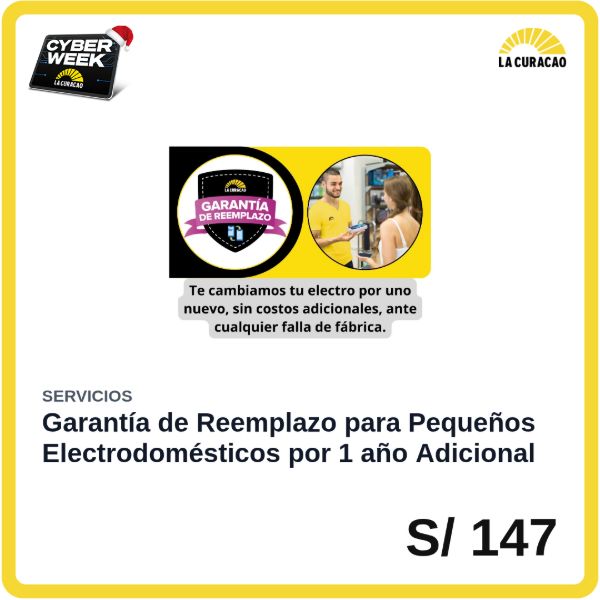 CYBER
WEEK
LA CURACAO
LA CURACAO
LA CURACAO
GARANTÍA
DE REEMPLAZO
Te cambiamos tu electro por uno
nuevo, sin costos adicionales, ante
cualquier falla de fábrica.
SERVICIOS
Garantía de Reemplazo para Pequeños
Electrodomésticos por 1 año Adicional
S/ 147